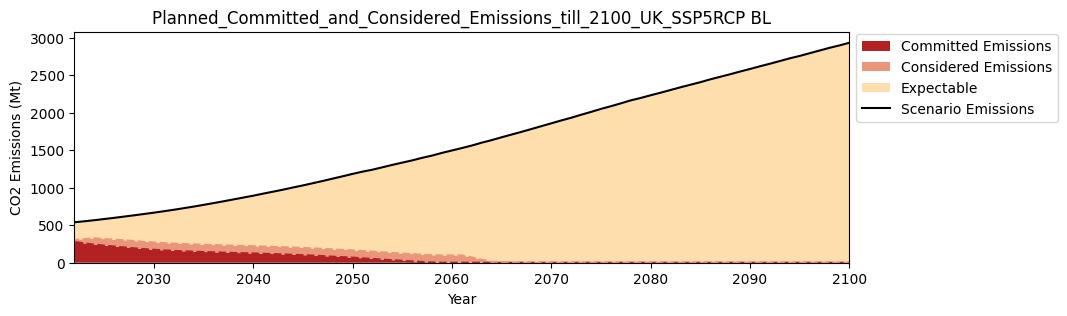 Planned_Committed_and_Considered_Emissions_till_2100_UK_SSP5RCP BL
CO2 Emissions (Mt)
3000
2500
2000
1500
1000
500
0
2030 2040 2050 2060 2070 2080 2090 2100
Year
Committed Emissions
Considered Emissions
Expectable
Scenario Emissions